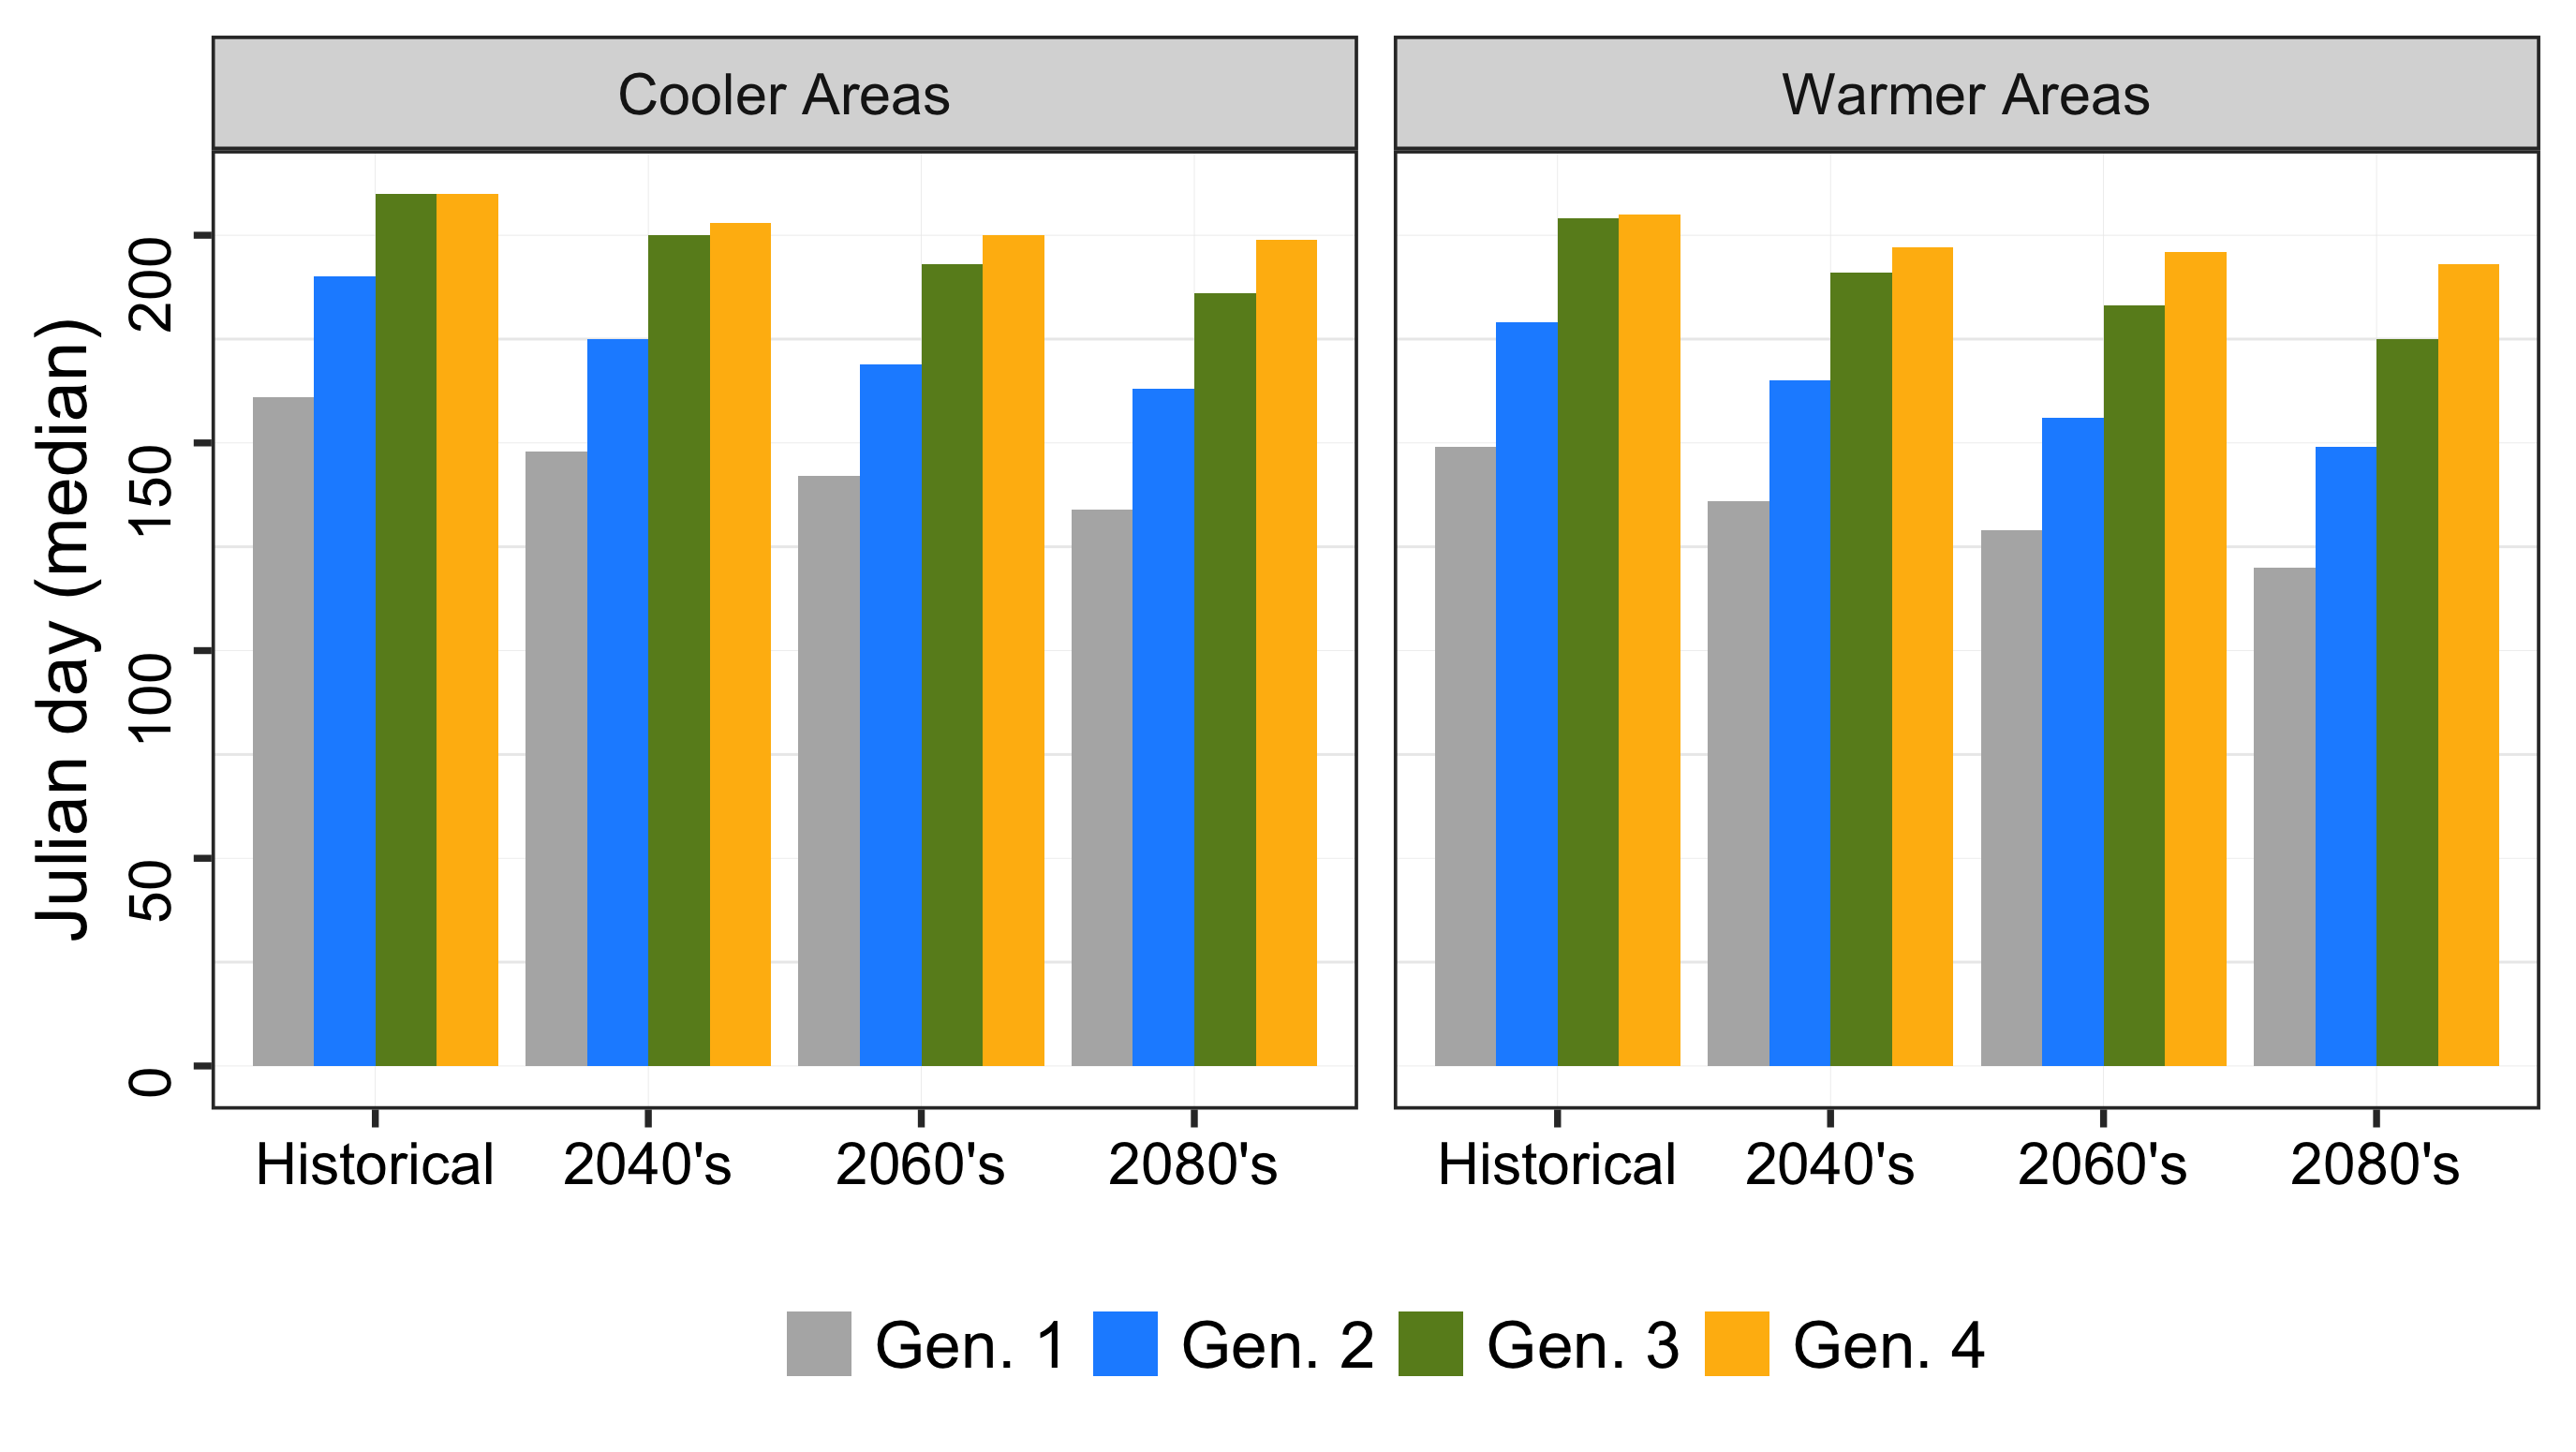 Cooler Areas
Warmer Areas
Julian day (median)
200
150
100
50
0
Historical 2040's 2060's 2080's
Historical 2040's 2060's 2080's
Gen. 1 Gen. 2 Gen. 3 Gen. 4